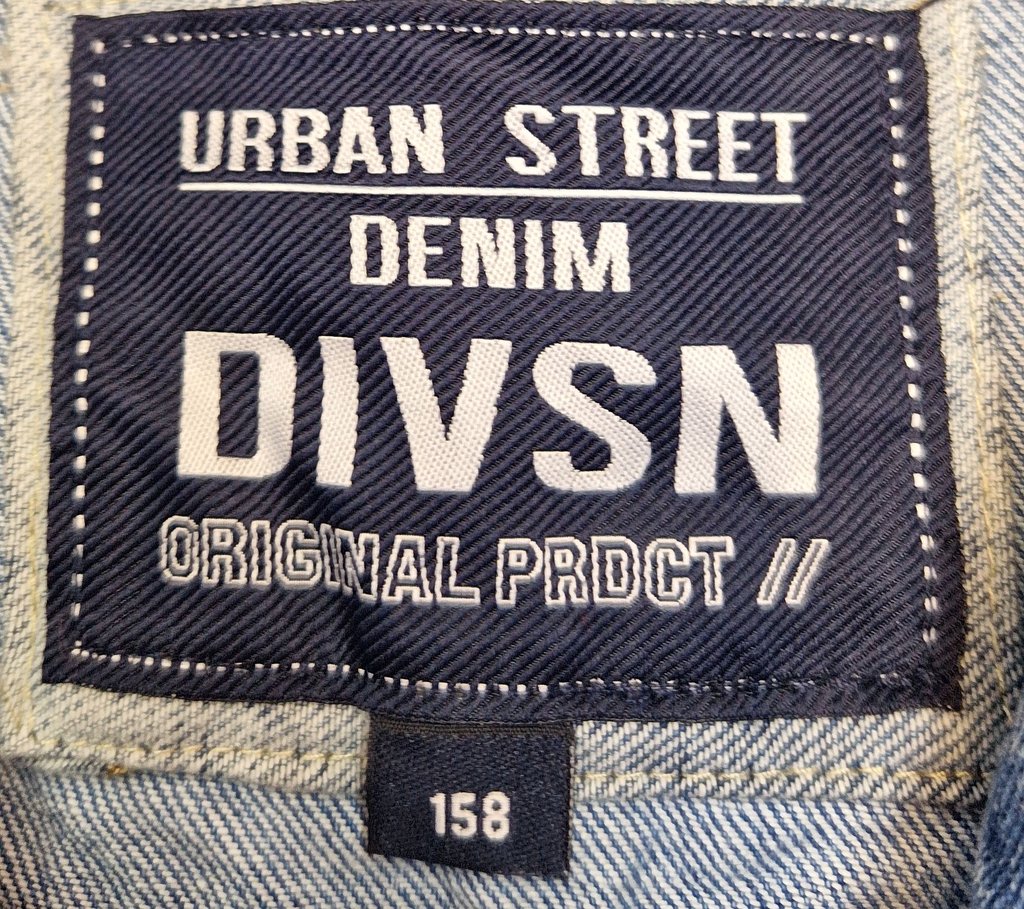 URBAN STREET
DENIM
DIVSN
ORIGINAL PRDCT //
158